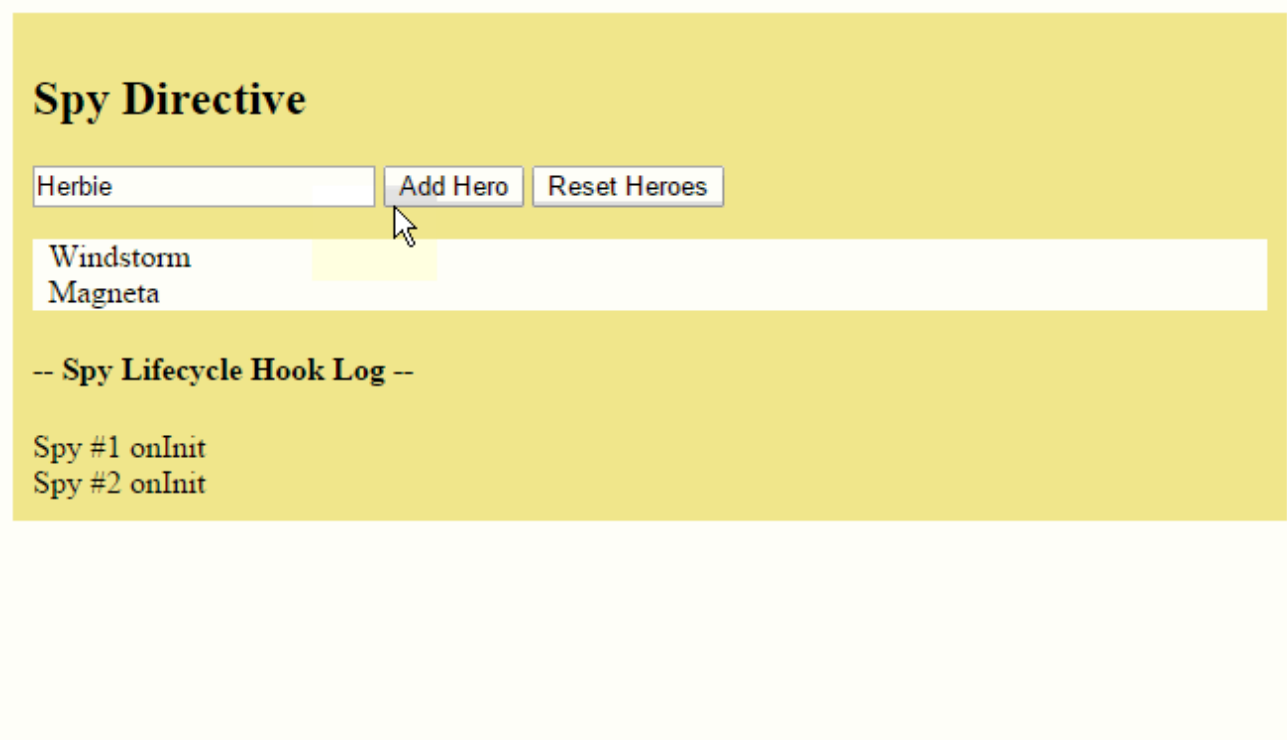 Spy Directive
Herbie Add Hero Reset Heroes
Windstorm
Magneta
-- Spy Lifecycle Hook Log --
Spy #1 onInit
Spy #2 onInit